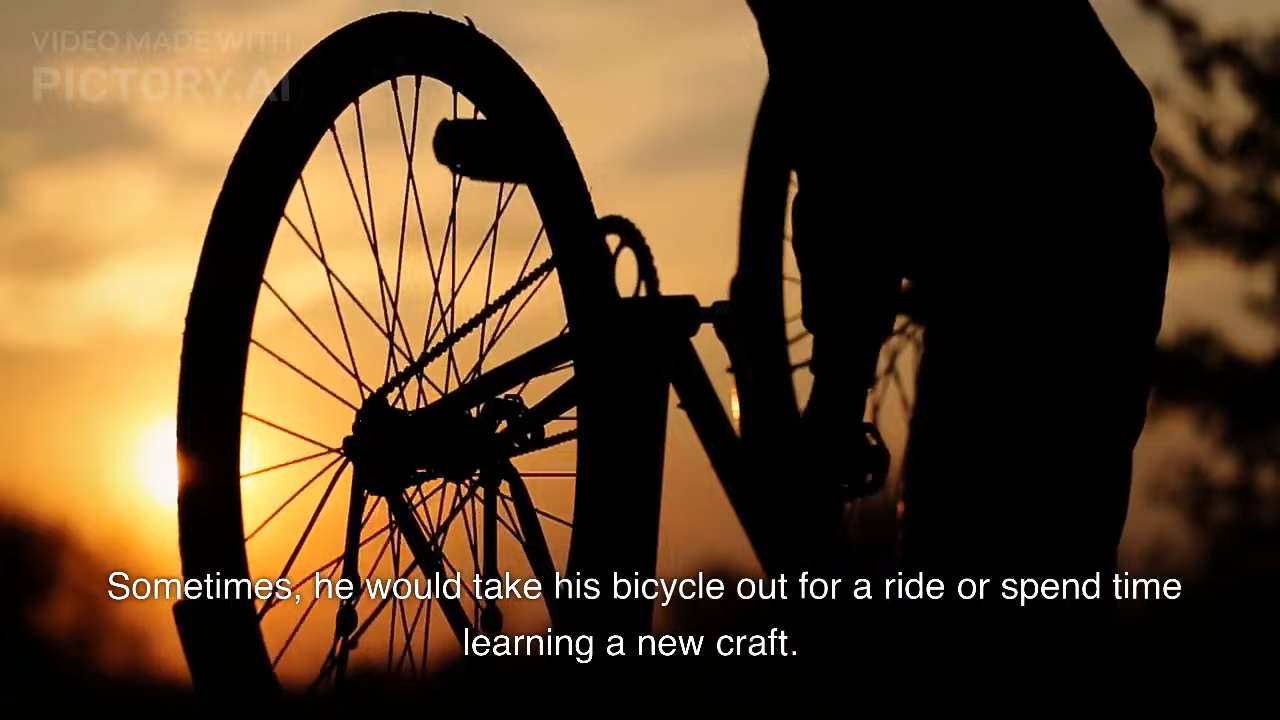 VIDEO MADE WITH
PICTORY.AI
Sometimes, he would take his bicycle out for a ride or spend time
learning a new craft.